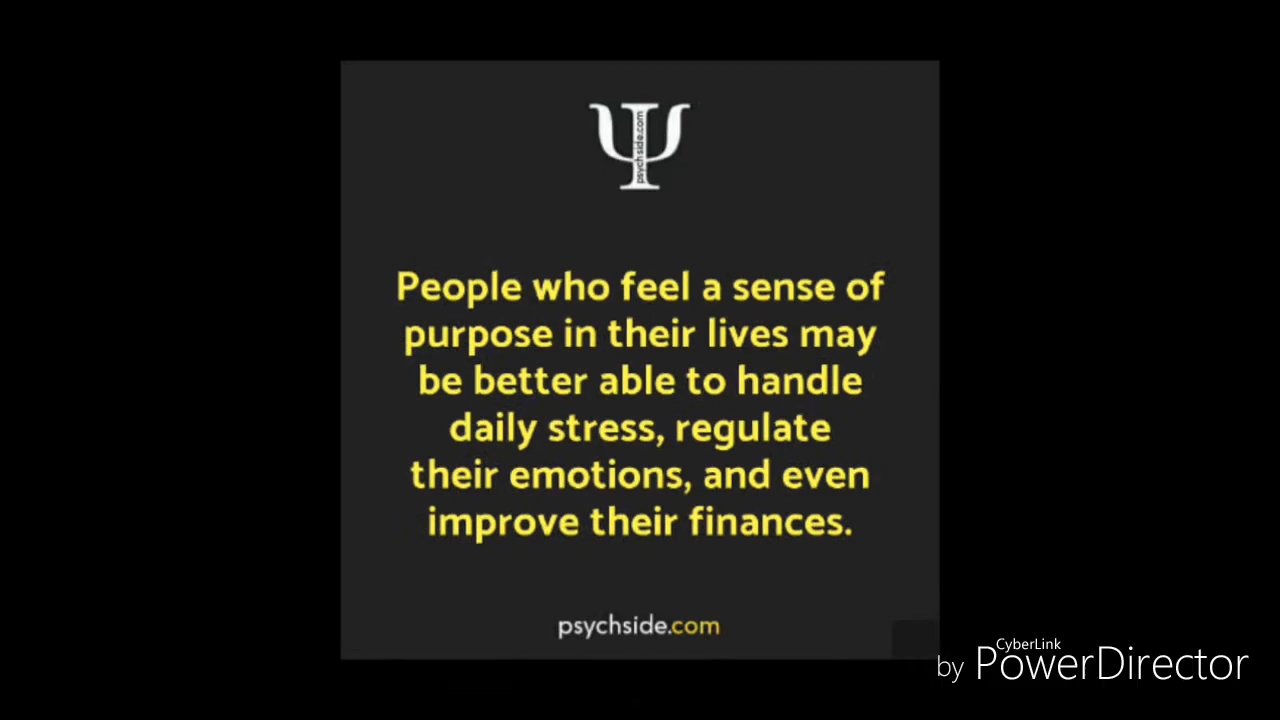 psychside.com
People who feel a sense of
purpose in their lives may
be better able to handle
daily stress, regulate
their emotions, and even
improve their finances.
psychside.com
CyberLink
by PowerDirector